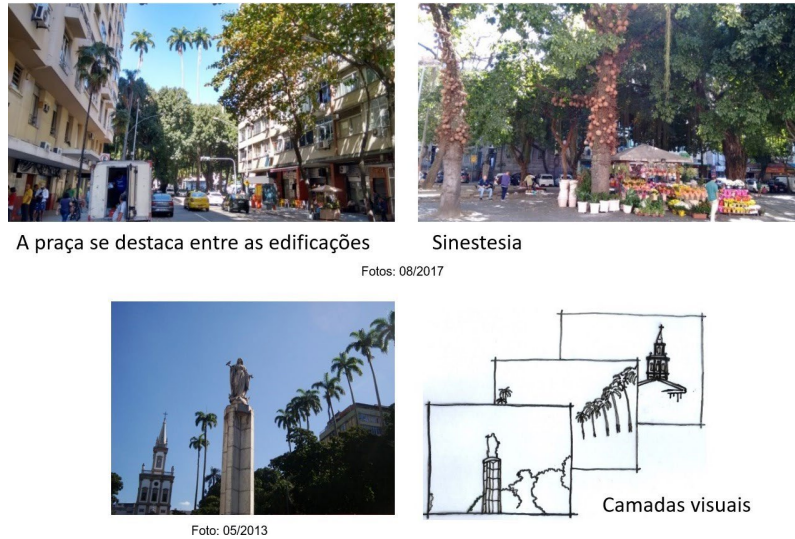 A praça se destaca entre as edificações
Sinestesia
Fotos: 08/2017
Foto: 05/2013
Camadas visuais